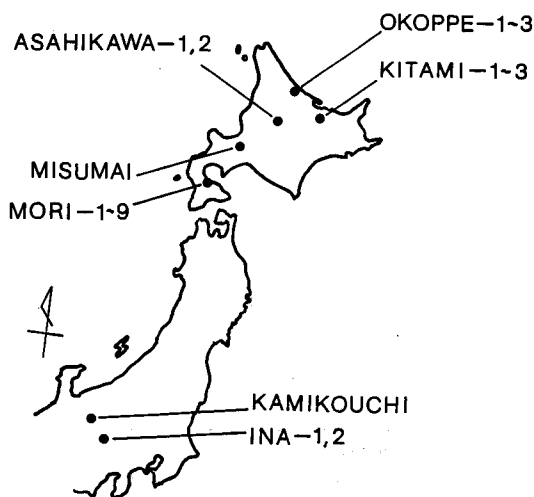 OKOPPE-1~3
ASAHIKAWA-1,2
KITAMI-1~3
MISUMAI
MORI-1~9
KAMIKOUCHI
INA-1,2